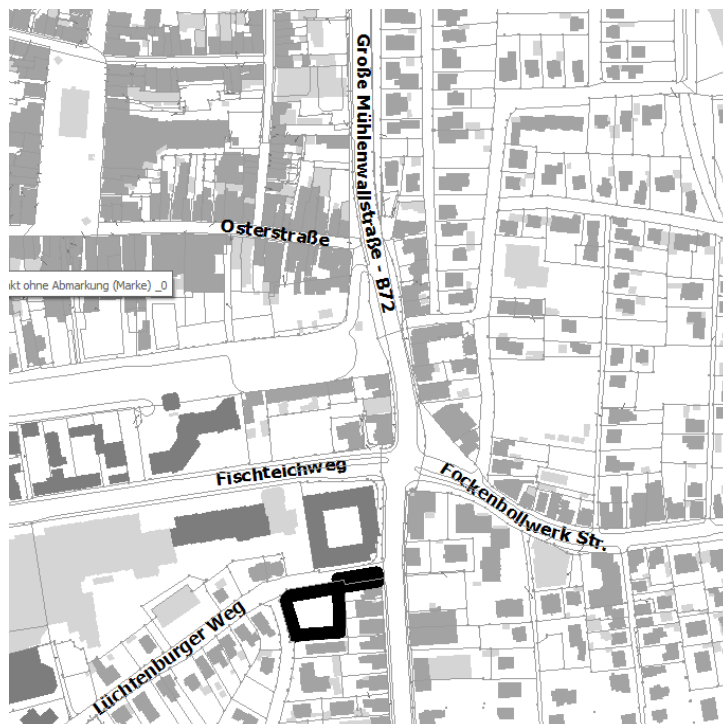 Große Mühlenwallstraße - B72
Osterstraße
kt ohne Abmarkung (Marke) _0
Fischteichweg
Fockenbollwerk Str.
Lüchtenburger Weg